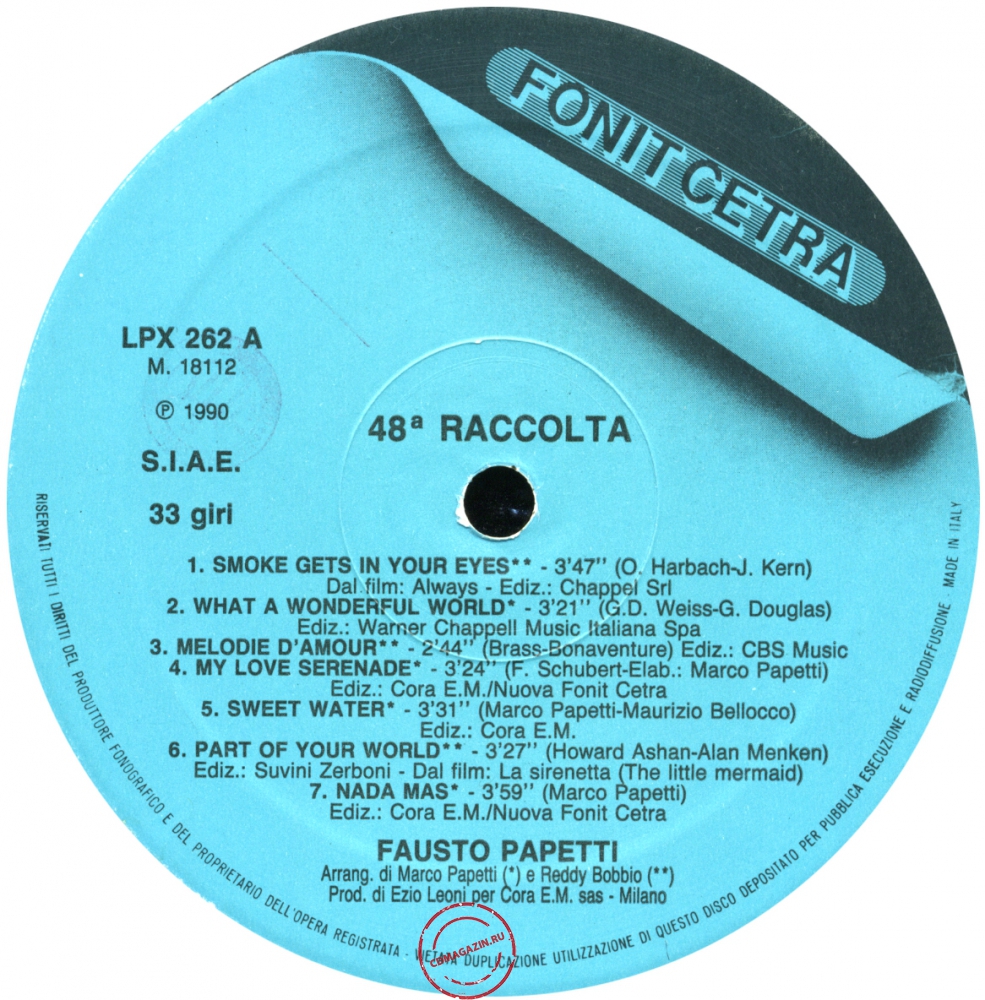 FONIT CETRA
LPX 262 A
M. 18112
℗ 1990
S.I.A.E.
33 giri
48ª RACCOLTA
1. SMOKE GETS IN YOUR EYES** - 3'47'' (O. Harbach-J. Kern)
Dal film: Always - Ediz.: Chappel Srl
2. WHAT A WONDERFUL WORLD* - 3'21'' (G.D. Weiss-G. Douglas)
Ediz.: Warner Chappell Music Italiana Spa
3. MELODIE D'AMOUR** - 2'44'' (Brass-Bonaventure) Ediz.: CBS Music
4. MY LOVE SERENADE* - 3'24'' (F. Schubert-Elab.: Marco Papetti)
Ediz.: Cora E.M./Nuova Fonit Cetra
5. SWEET WATER* - 3'31'' (Marco Papetti-Maurizio Bellocco)
Ediz.: Cora E.M.
6. PART OF YOUR WORLD** - 3'27'' (Howard Ashan-Alan Menken)
Ediz.: Suvini Zerboni - Dal film: La sirenetta (The little mermaid)
7. NADA MAS* - 3'59'' (Marco Papetti)
Ediz.: Cora E.M./Nuova Fonit Cetra
FAUSTO PAPETTI
Arrang. di Marco Papetti (*) e Reddy Bobbio (**)
Prod. di Ezio Leoni per Cora E.M. sas - Milano
RISERVATI TUTTI I DIRITTI DEL PRODUTTORE FONOGRAFICO E DEL PROPRIETARIO DELL'OPERA REGISTRATA - VIETATA DUPLICAZIONE UTILIZZAZIONE DI QUESTO DISCO DEPOSITATO PER PUBBLICA ESECUZIONE E RADIODIFFUSIONE - MADE IN ITALY
CDMAGAZIN.RU